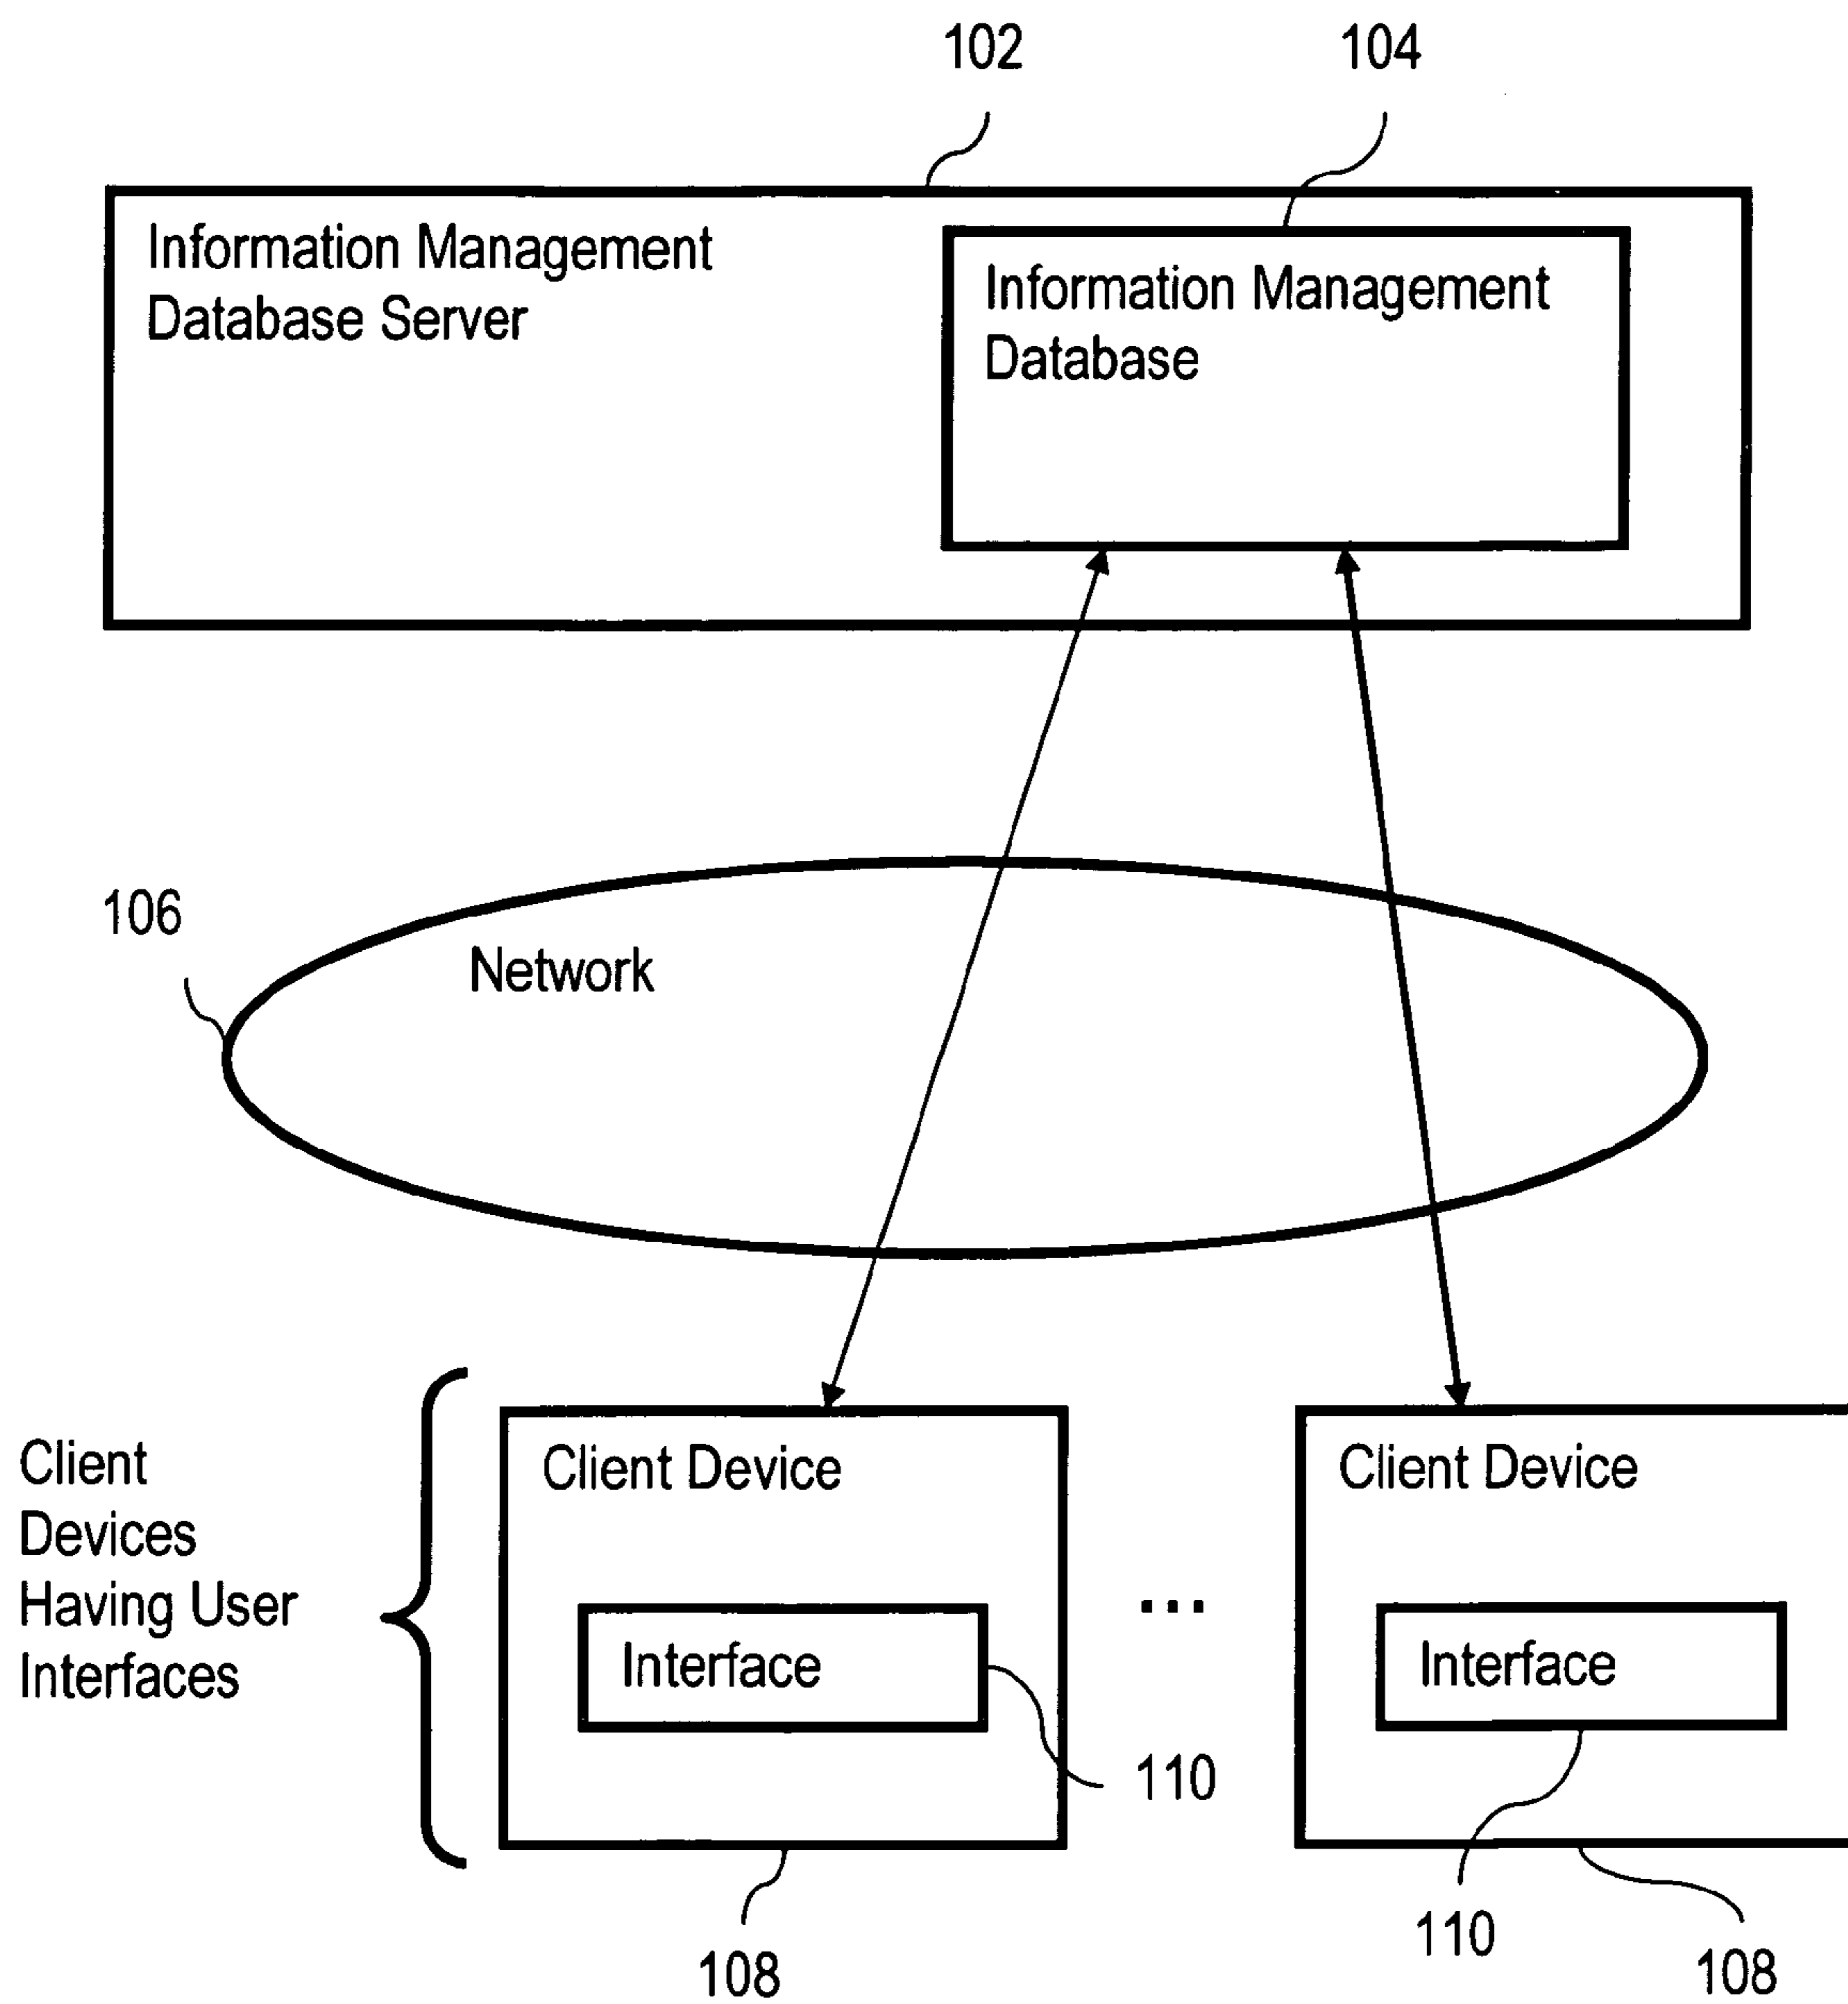 102
104
Information Management
Database Server
Information Management
Database
106
Network
Client
Devices
Having User
Interfaces
Client Device
Interface
110
108
...
Client Device
Interface
110
108